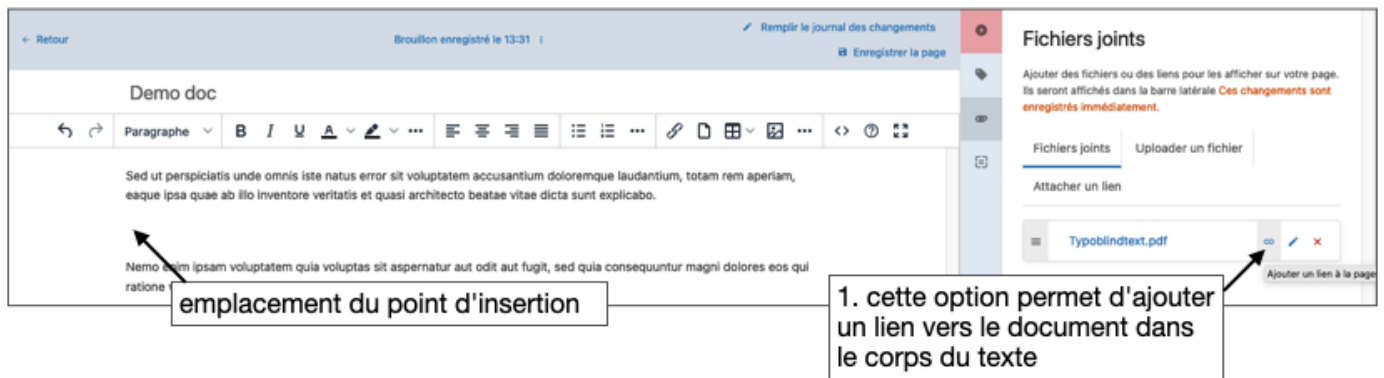 ← Retour
Brouillon enregistré le 13:31
Remplir le journal des changements
Enregistrer la page
Demo doc
Paragraphe
B I U A
Sed ut perspiciatis unde omnis iste natus error sit voluptatem accusantium doloremque laudantium, totam rem aperiam,
eaque ipsa quae ab illo inventore veritatis et quasi architecto beatae vitae dicta sunt explicabo.
Nemo enim ipsam voluptatem quia voluptas sit aspernatur aut odit aut fugit, sed quia consequuntur magni dolores eos qui
ratione
emplacement du point d'insertion
Fichiers joints
Ajouter des fichiers ou des liens pour les afficher sur votre page.
Ils seront affichés dans la barre latérale Ces changements sont
enregistrés immédiatement.
Fichiers joints
Uploader un fichier
Attacher un lien
Typoblindtext.pdf
Ajouter un lien à la page
1. cette option permet d'ajouter
un lien vers le document dans
le corps du texte